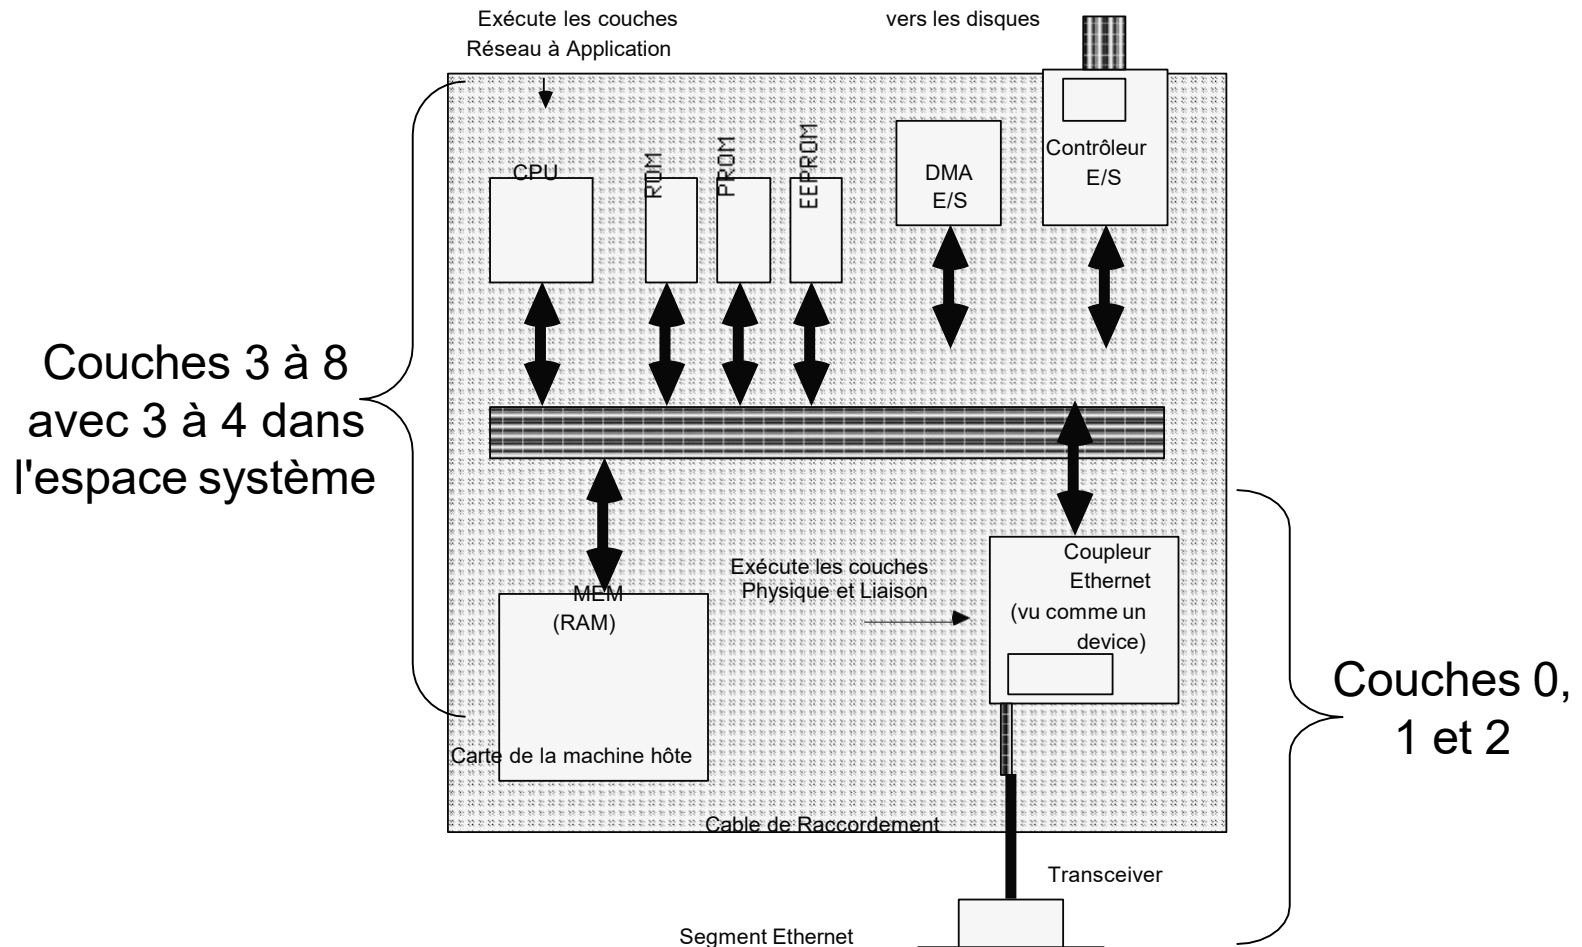 Exécute les couches
Réseau à Application
vers les disques
CPU
ROM
PROM
EEPROM
DMA
E/S
Contrôleur
E/S
Couches 3 à 8
avec 3 à 4 dans
l'espace système
MEM
(RAM)
Exécute les couches
Physique et Liaison
Coupleur
Ethernet
(vu comme un
device)
Couches 0,
1 et 2
Carte de la machine hôte
Cable de Raccordement
Transceiver
Segment Ethernet